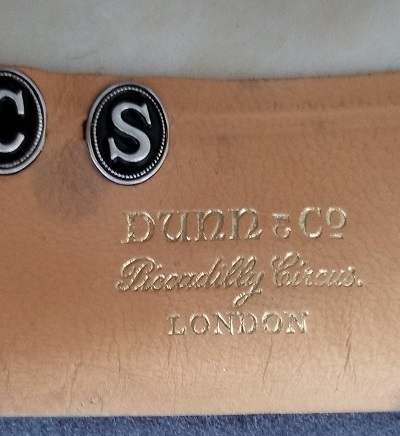 C S
DUNN & Co
Piccadilly Circus.
LONDON